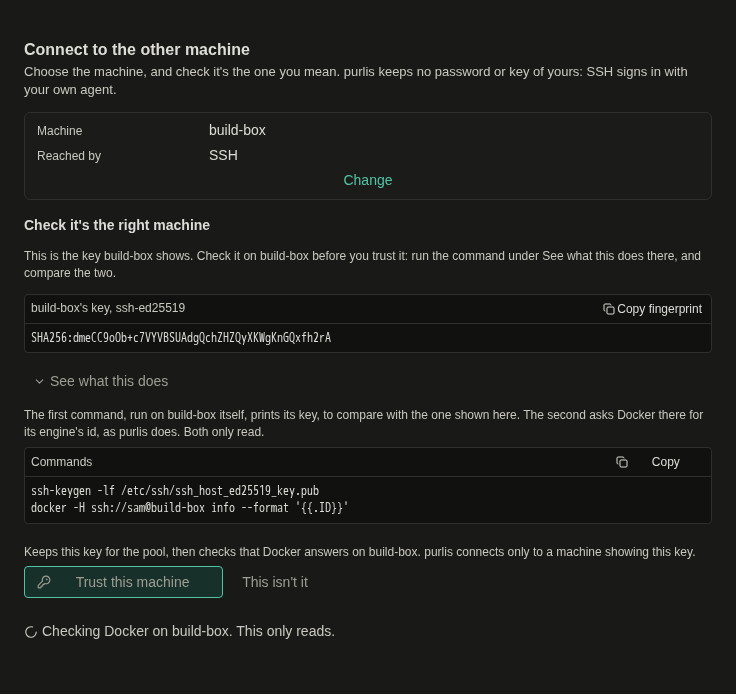 Connect to the other machine
Choose the machine, and check it's the one you mean. purlis keeps no password or key of yours: SSH signs in with
your own agent.
Machine build-box
Reached by SSH
Change
Check it's the right machine
This is the key build-box shows. Check it on build-box before you trust it: run the command under See what this does there, and
compare the two.
build-box's key, ssh-ed25519 Copy fingerprint
SHA256:dmeCC9oOb+c7VYVBSUAdgQchZHZQyXKWgKnGQxfh2rA
See what this does
The first command, run on build-box itself, prints its key, to compare with the one shown here. The second asks Docker there for
its engine's id, as purlis does. Both only read.
Commands Copy
ssh-keygen -lf /etc/ssh/ssh_host_ed25519_key.pub
docker -H ssh://sam@build-box info --format '{{.ID}}'
Keeps this key for the pool, then checks that Docker answers on build-box. purlis connects only to a machine showing this key.
Trust this machine This isn't it
Checking Docker on build-box. This only reads.